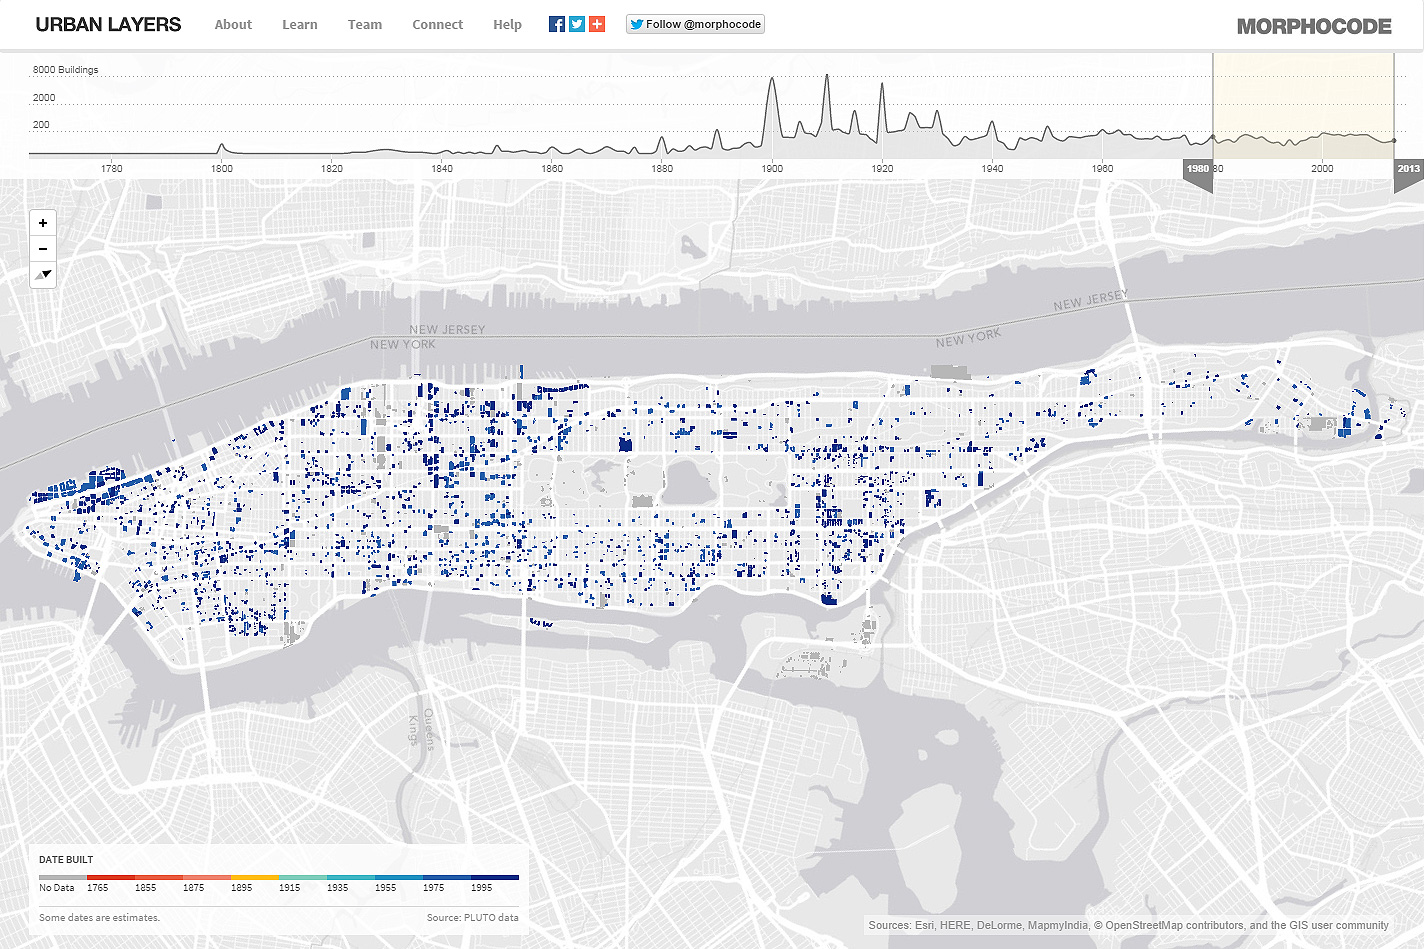 URBAN LAYERS About Learn Team Connect Help Follow @morphocode MORPHOCODE
8000 Buildings
2000
200
1780 1800 1820 1840 1860 1880 1900 1920 1940 1960 1980 80 2000 2013
+
−
NEW JERSEY
NEW JERSEY
NEW YORK
NEW YORK
Kings
Queens
DATE BUILT
No Data 1765 1855 1875 1895 1915 1935 1955 1975 1995
Some dates are estimates. Source: PLUTO data
Sources: Esri, HERE, DeLorme, MapmyIndia, © OpenStreetMap contributors, and the GIS user community